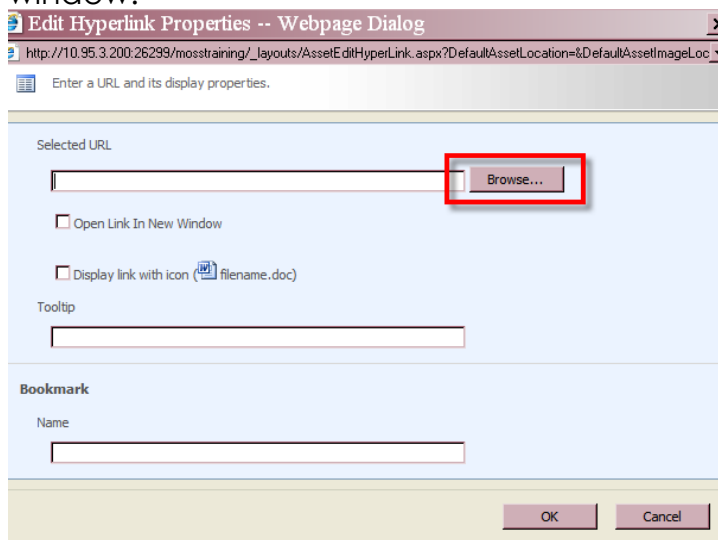 window.
Edit Hyperlink Properties -- Webpage Dialog
http://10.95.3.200:26299/mosstraining/_layouts/AssetEditHyperLink.aspx?DefaultAssetLocation=&DefaultAssetImageLoc
Enter a URL and its display properties.
Selected URL
Browse...
Open Link In New Window
Display link with icon ( filename.doc)
Tooltip
Bookmark
Name
OK Cancel